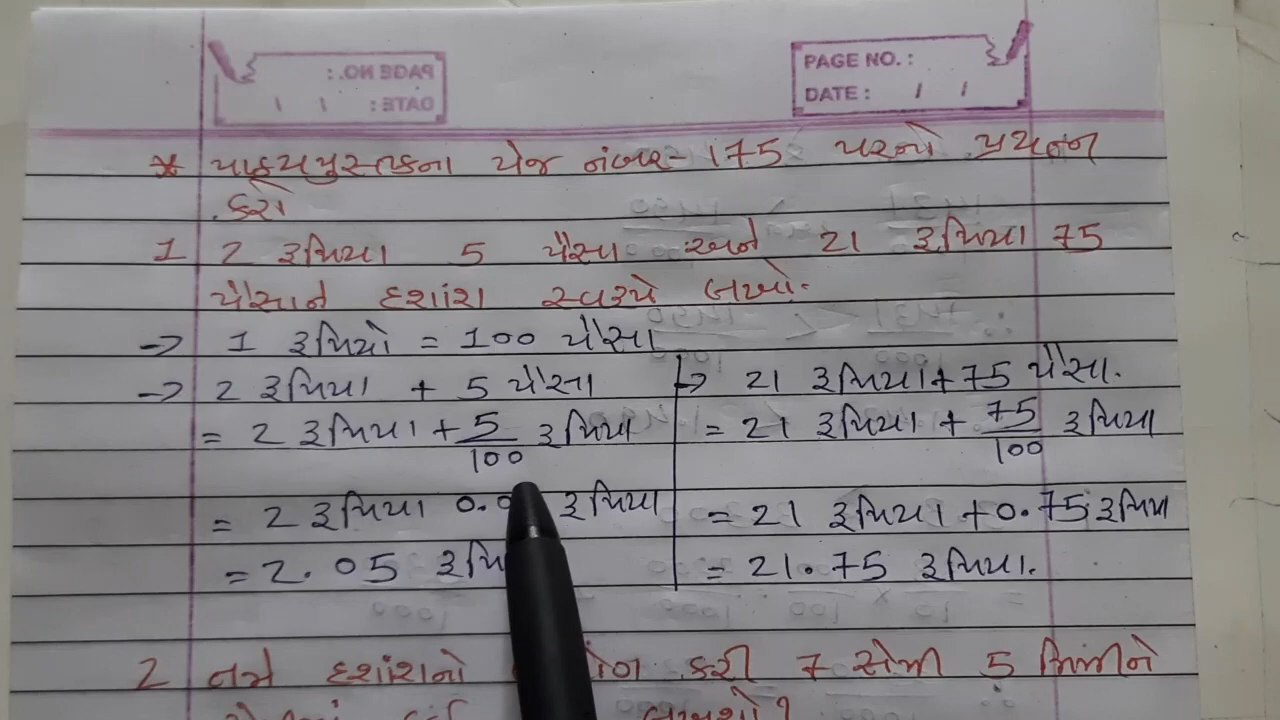 PAGE NO. :
DATE : / /
* પાઠ્યપુસ્તકના પેજ નંબર - 175 પરનો પ્રયત્ન
કરો
1 2 રૂપિયા 5 પૈસા અને 21 રૂપિયા 75
પૈસાને દશાંશ સ્વરૂપે લખો.
→ 1 રૂપિયો = 100 પૈસા
→ 2 રૂપિયા + 5 પૈસા
= 2 રૂપિયા + 5/100 રૂપિયા
= 2 રૂપિયા 0.0 રૂપિયા
= 2.05 રૂપિ
→ 21 રૂપિયા + 75 પૈસા.
= 21 રૂપિયા + 75/100 રૂપિયા
= 21 રૂપિયા + 0.75 રૂપિયા
= 21.75 રૂપિયા.
2 તમે દશાંશનો કરી 7 સેમી 5 મિમીને
લખશો?